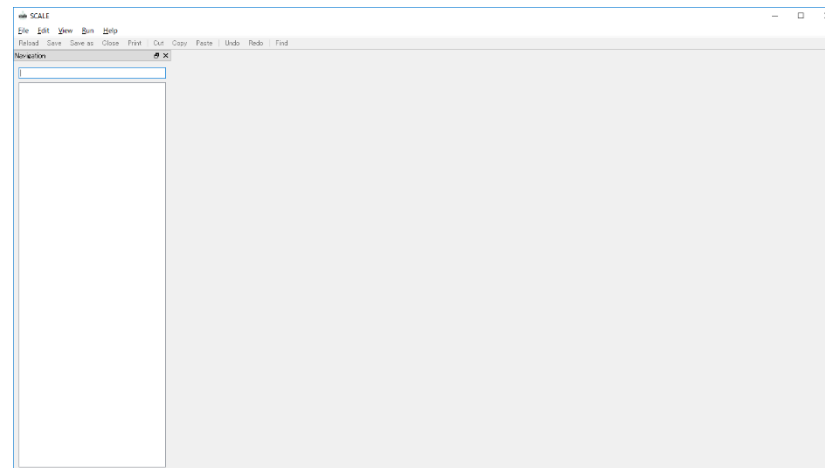 SCALE
File Edit View Run Help
Reload Save Save as Close Print Cut Copy Paste Undo Redo Find
Navigation